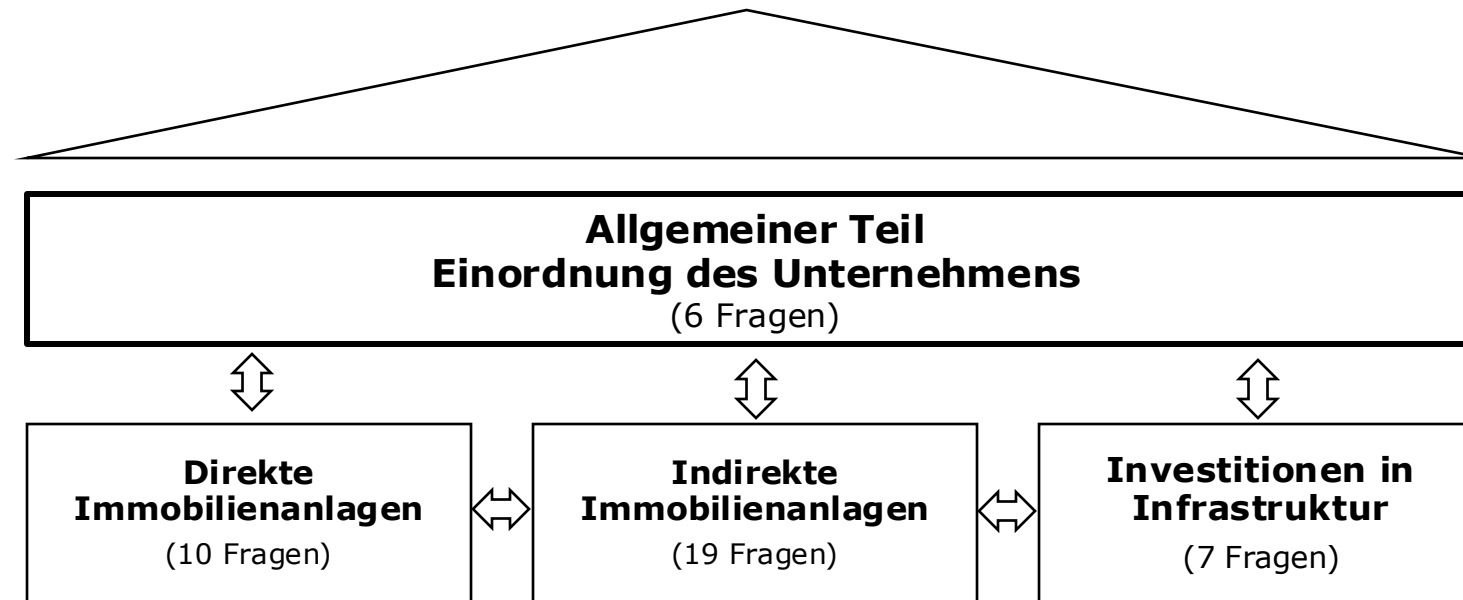 Allgemeiner Teil
Einordnung des Unternehmens
(6 Fragen)
Direkte
Immobilienanlagen
(10 Fragen)
Indirekte
Immobilienanlagen
(19 Fragen)
Investitionen in
Infrastruktur
(7 Fragen)